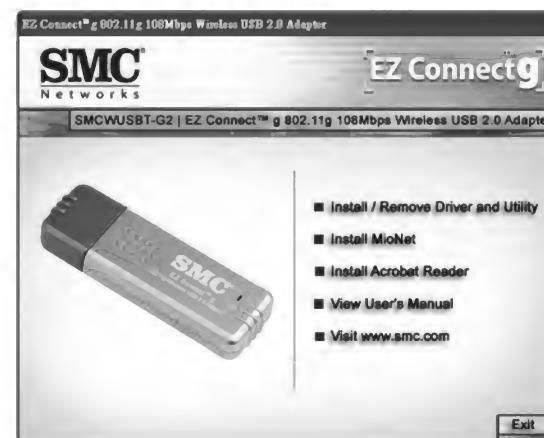 EZ Connect™ g 802.11g 108Mbps Wireless USB 2.0 Adapter
SMC®
Networks
EZ Connect g
SMCWUSBT-G2 | EZ Connect™ g 802.11g 108Mbps Wireless USB 2.0 Adapte
SMC
EZ Connect™ g
Install / Remove Driver and Utility
Install MioNet
Install Acrobat Reader
View User's Manual
Visit www.smc.com
Exit